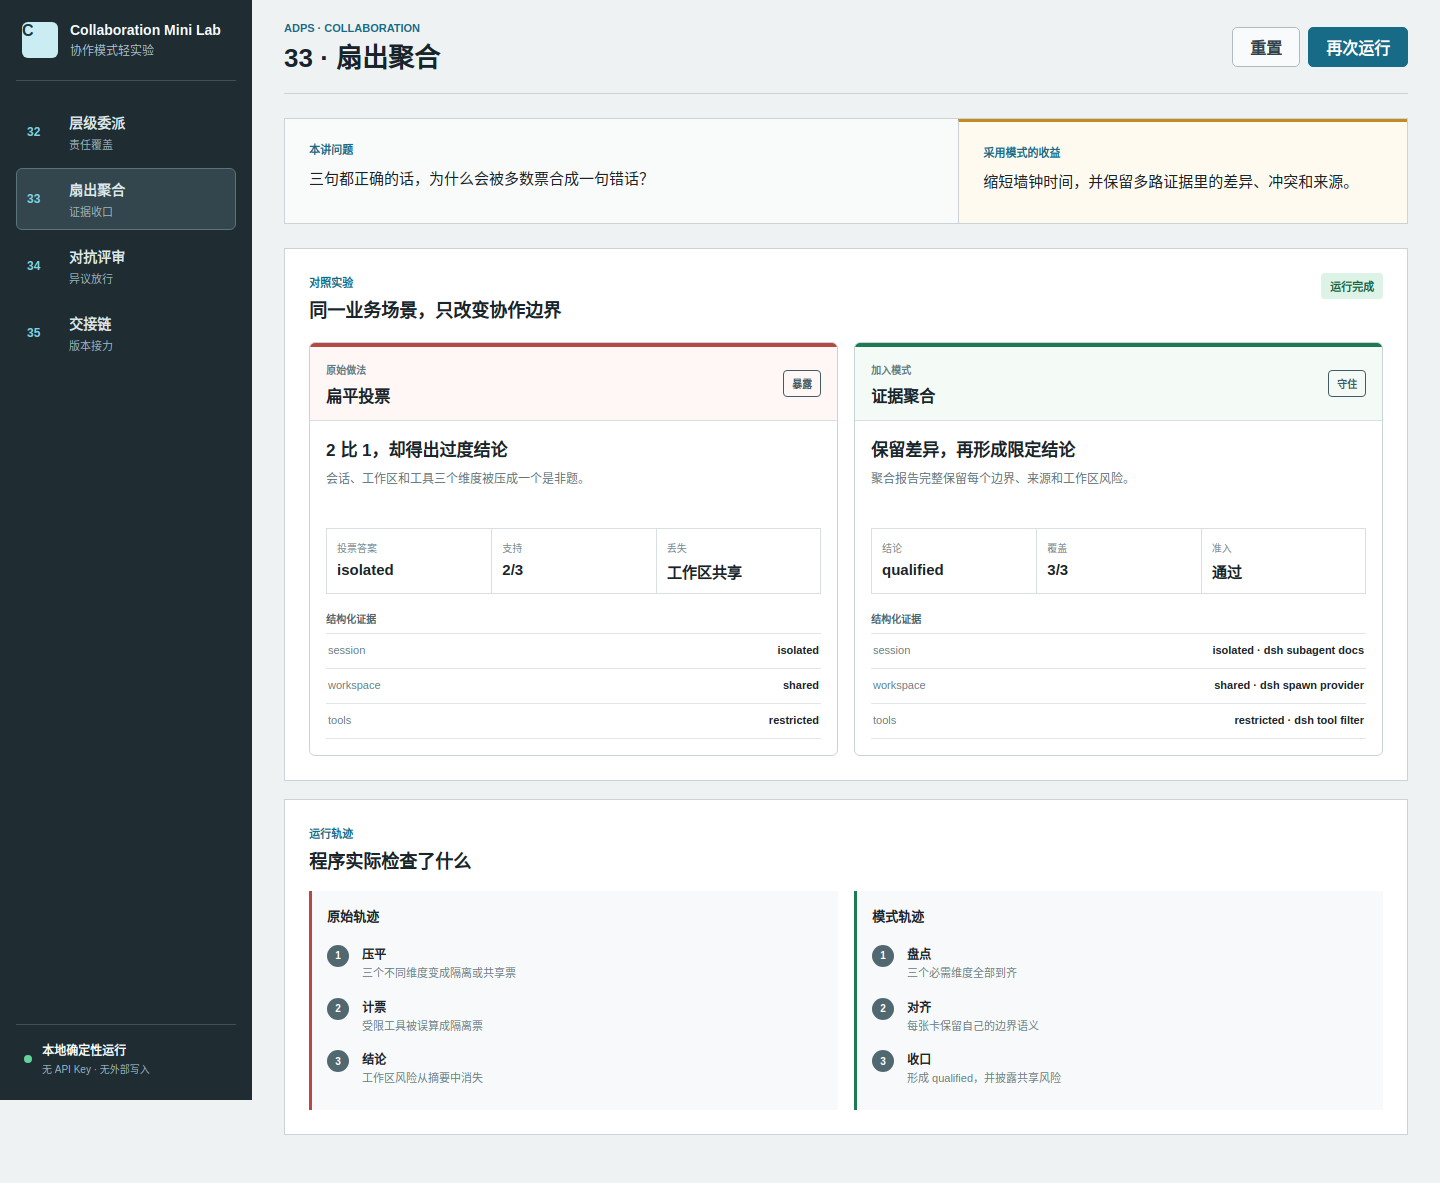 C
Collaboration Mini Lab
协作模式轻实验
32
层级委派
责任覆盖
33
扇出聚合
证据收口
34
对抗评审
异议放行
35
交接链
版本接力
本地确定性运行
无 API Key · 无外部写入
ADPS · COLLABORATION
33 · 扇出聚合
重置
再次运行
本讲问题
三句都正确的话，为什么会被多数票合成一句错话？
采用模式的收益
缩短墙钟时间，并保留多路证据里的差异、冲突和来源。
对照实验
同一业务场景，只改变协作边界
运行完成
原始做法
扁平投票
暴露
2 比 1，却得出过度结论
会话、工作区和工具三个维度被压成一个是非题。
投票答案
isolated
支持
2/3
丢失
工作区共享
结构化证据
session
isolated
workspace
shared
tools
restricted
加入模式
证据聚合
守住
保留差异，再形成限定结论
聚合报告完整保留每个边界、来源和工作区风险。
结论
qualified
覆盖
3/3
准入
通过
结构化证据
session
isolated · dsh subagent docs
workspace
shared · dsh spawn provider
tools
restricted · dsh tool filter
运行轨迹
程序实际检查了什么
原始轨迹
1
压平
三个不同维度变成隔离或共享票
2
计票
受限工具被误算成隔离票
3
结论
工作区风险从摘要中消失
模式轨迹
1
盘点
三个必需维度全部到齐
2
对齐
每张卡保留自己的边界语义
3
收口
形成 qualified，并披露共享风险